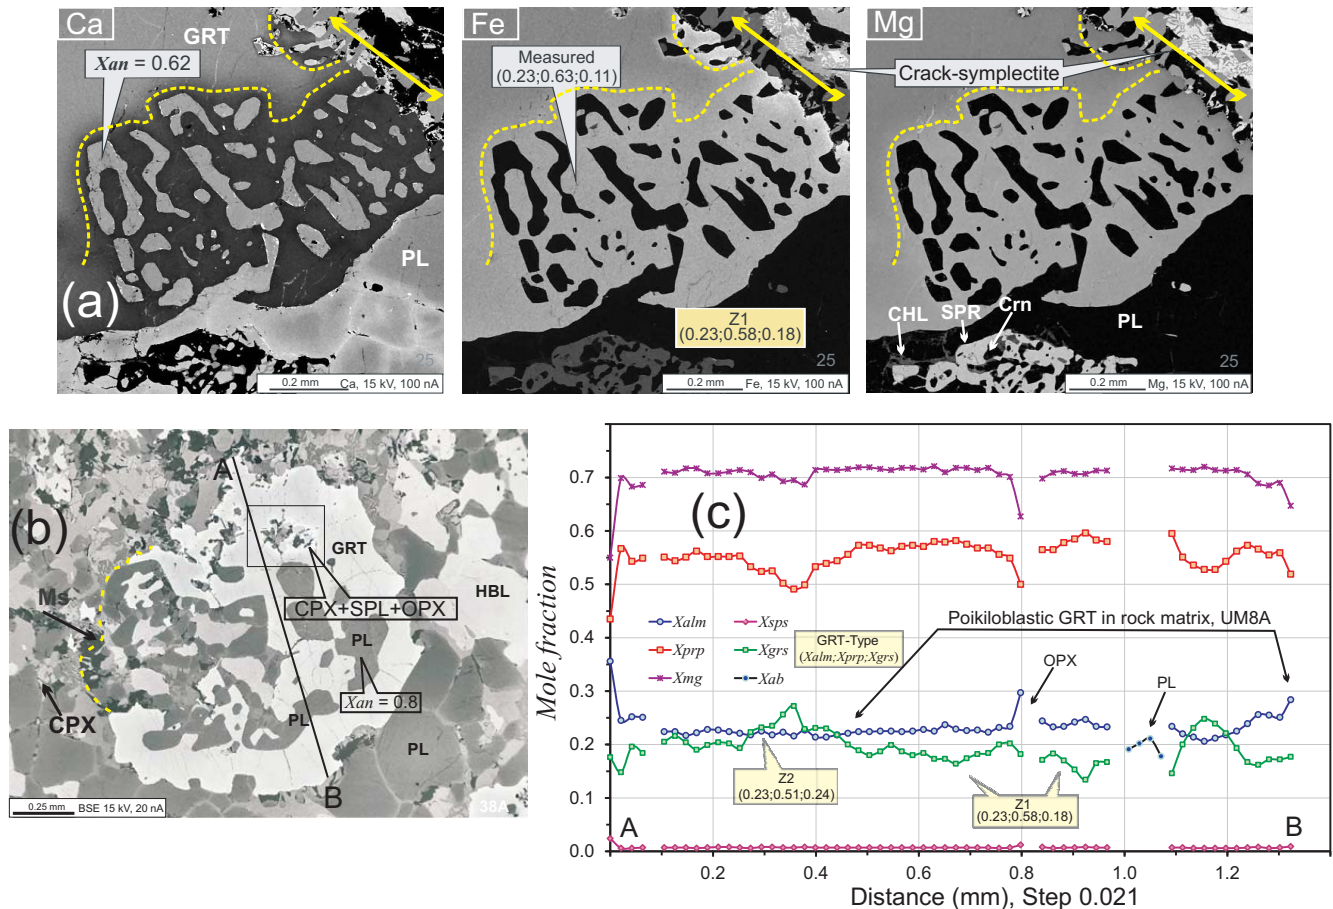 Ca
GRT
Xan = 0.62
PL
(a)
25
0.2 mm
Ca, 15 kV, 100 nA
Fe
Measured
(0.23;0.63;0.11)
Z1
(0.23;0.58;0.18)
25
0.2 mm
Fe, 15 kV, 100 nA
Mg
Crack-symplectite
CHL
SPR
Crn
PL
25
0.2 mm
Mg, 15 kV, 100 nA
(b)
A
GRT
HBL
CPX+SPL+OPX
Ms
PL
Xan = 0.8
PL
CPX
PL
B
0.25 mm
BSE 15 kV, 20 nA
38A
(c)
Mole fraction
0.7
0.6
0.5
0.4
0.3
0.2
0.1
0.0
Xalm
Xsps
Xprp
Xgrs
Xmg
Xab
GRT-Type
(Xalm;Xprp;Xgrs)
Poikiloblastic GRT in rock matrix, UM8A
OPX
PL
Z2
(0.23;0.51;0.24)
Z1
(0.23;0.58;0.18)
A
B
0.2
0.4
0.6
0.8
1.0
1.2
Distance (mm), Step 0.021